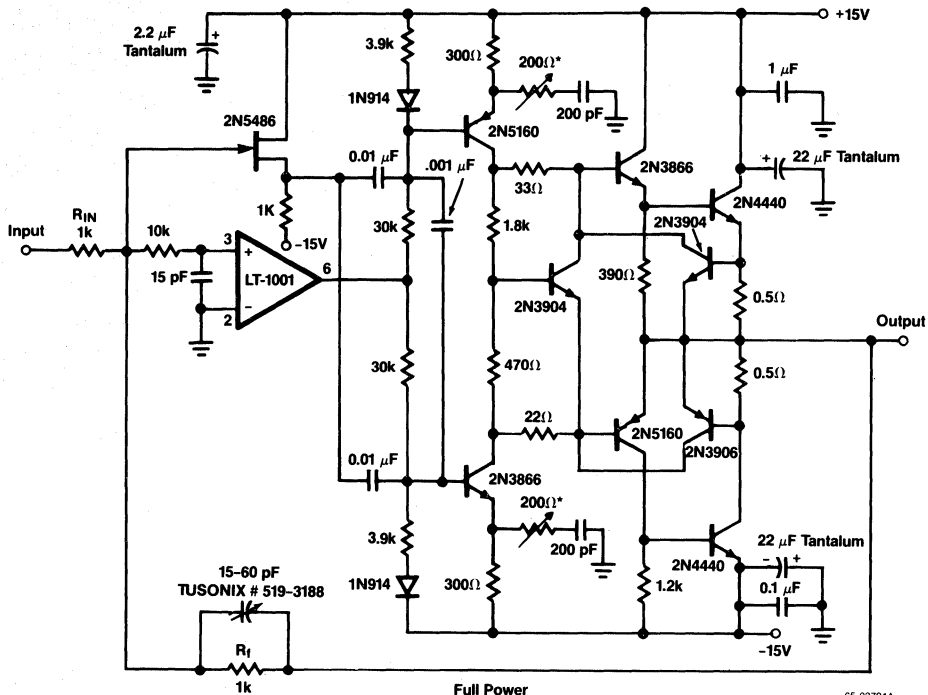 +15V
2.2 µF
Tantalum
+
3.9k
300Ω
200Ω*
1 µF
1N914
200 pF
2N5486
2N5160
0.01 µF
.001 µF
2N3866
+
22 µF Tantalum
33Ω
2N4440
1K
2N3904
RIN
1k
Input
10k
–15V
30k
1.8k
3
+
15 pF
LT-1001
6
390Ω
0.5Ω
2N3904
–
2
Output
30k
470Ω
0.5Ω
22Ω
2N5160
2N3906
0.01 µF
2N3866
200Ω*
3.9k
200 pF
22 µF Tantalum
– +
2N4440
15–60 pF
TUSONIX # 519–3188
1N914
300Ω
1.2k
0.1 µF
–15V
Rf
1k
Full Power